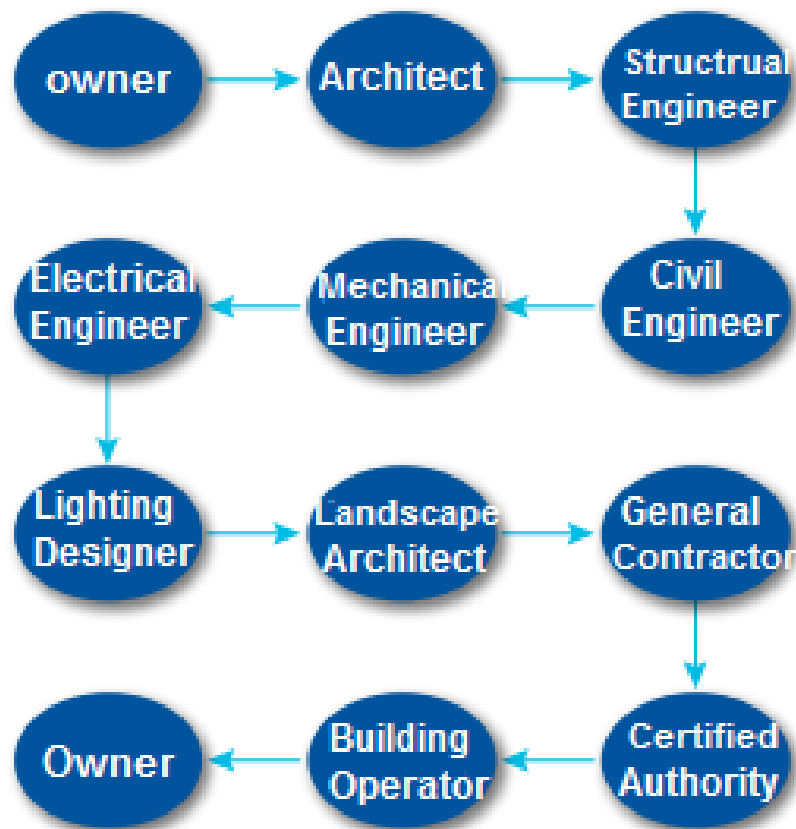 owner
Architect
Structrual
Engineer
Electrical
Engineer
Mechanical
Engineer
Civil
Engineer
Lighting
Designer
Landscape
Architect
General
Contractor
Owner
Building
Operator
Certified
Authority